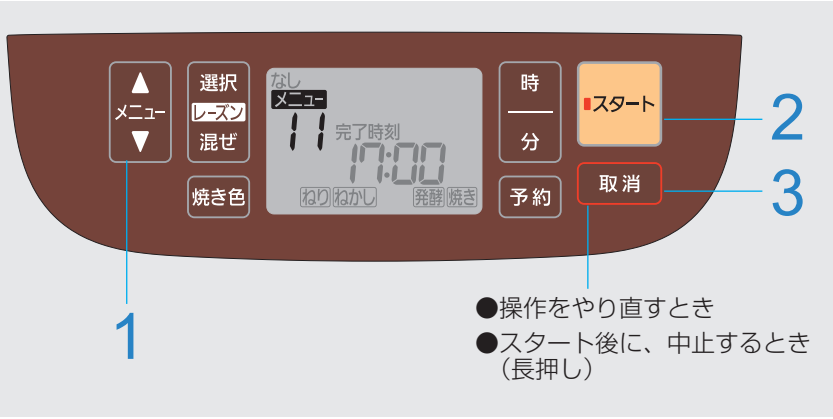 ▲
メニュー
▼
選択
レーズン
混ぜ
焼き色
なし
メニュー
11
完了時刻
17:00
ねり ねかし 発酵 焼き
時
分
予約
スタート
取消
1
2
3
●操作をやり直すとき
●スタート後に、中止するとき
(長押し)